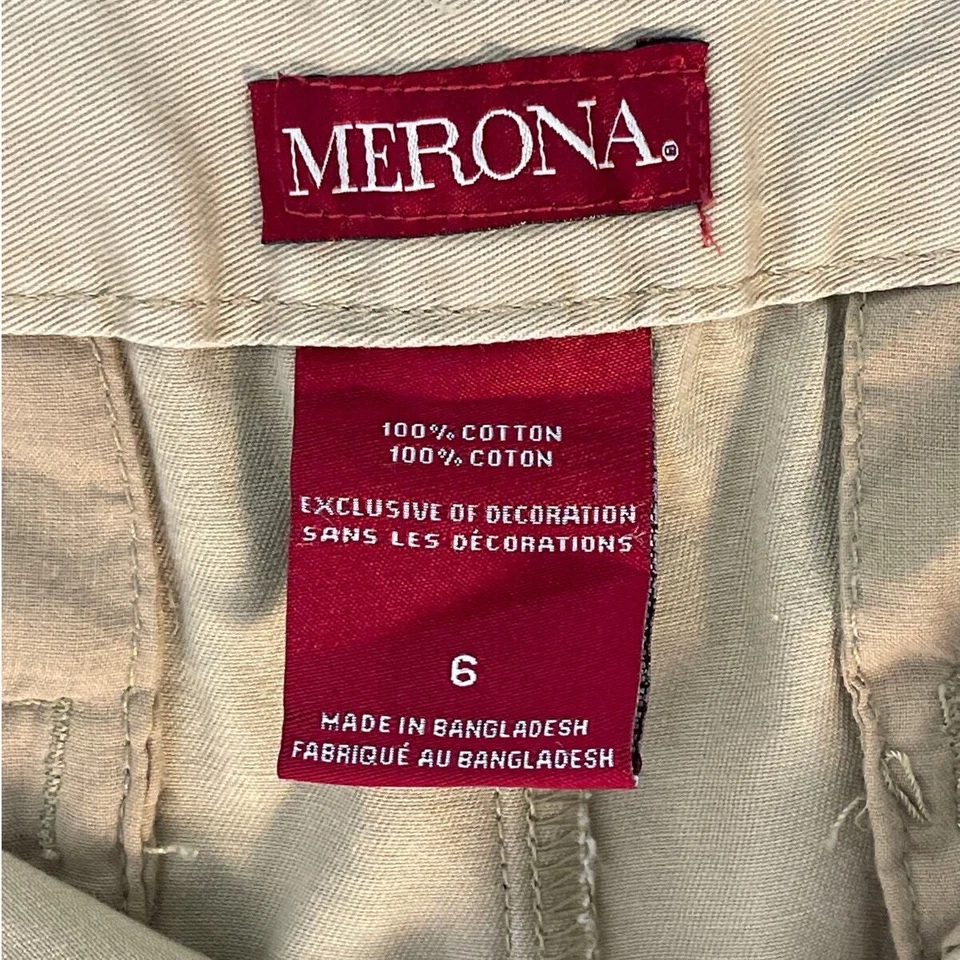 MERONA®
100% COTTON
100% COTON
EXCLUSIVE OF DECORATION
SANS LES DÉCORATIONS
6
MADE IN BANGLADESH
FABRIQUÉ AU BANGLADESH